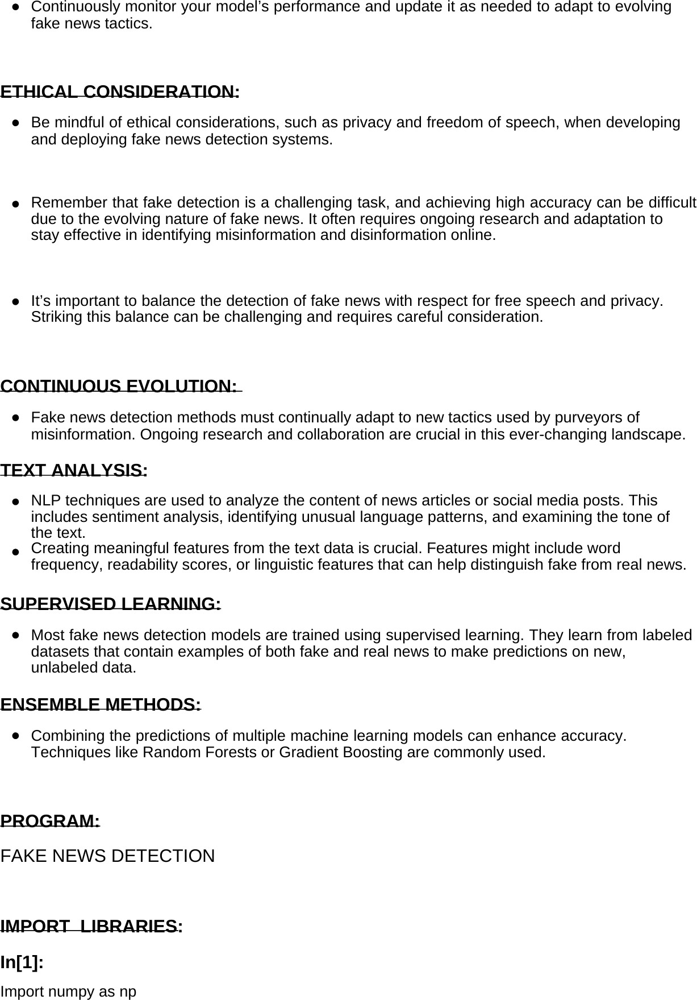 ● Continuously monitor your model’s performance and update it as needed to adapt to evolving
fake news tactics.
ETHICAL CONSIDERATION:
● Be mindful of ethical considerations, such as privacy and freedom of speech, when developing
and deploying fake news detection systems.
● Remember that fake detection is a challenging task, and achieving high accuracy can be difficult
due to the evolving nature of fake news. It often requires ongoing research and adaptation to
stay effective in identifying misinformation and disinformation online.
● It’s important to balance the detection of fake news with respect for free speech and privacy.
Striking this balance can be challenging and requires careful consideration.
CONTINUOUS EVOLUTION:
● Fake news detection methods must continually adapt to new tactics used by purveyors of
misinformation. Ongoing research and collaboration are crucial in this ever-changing landscape.
TEXT ANALYSIS:
● NLP techniques are used to analyze the content of news articles or social media posts. This
includes sentiment analysis, identifying unusual language patterns, and examining the tone of
the text.
● Creating meaningful features from the text data is crucial. Features might include word
frequency, readability scores, or linguistic features that can help distinguish fake from real news.
SUPERVISED LEARNING:
● Most fake news detection models are trained using supervised learning. They learn from labeled
datasets that contain examples of both fake and real news to make predictions on new,
unlabeled data.
ENSEMBLE METHODS:
● Combining the predictions of multiple machine learning models can enhance accuracy.
Techniques like Random Forests or Gradient Boosting are commonly used.
PROGRAM:
FAKE NEWS DETECTION
IMPORT  LIBRARIES:
In[1]:
Import numpy as np